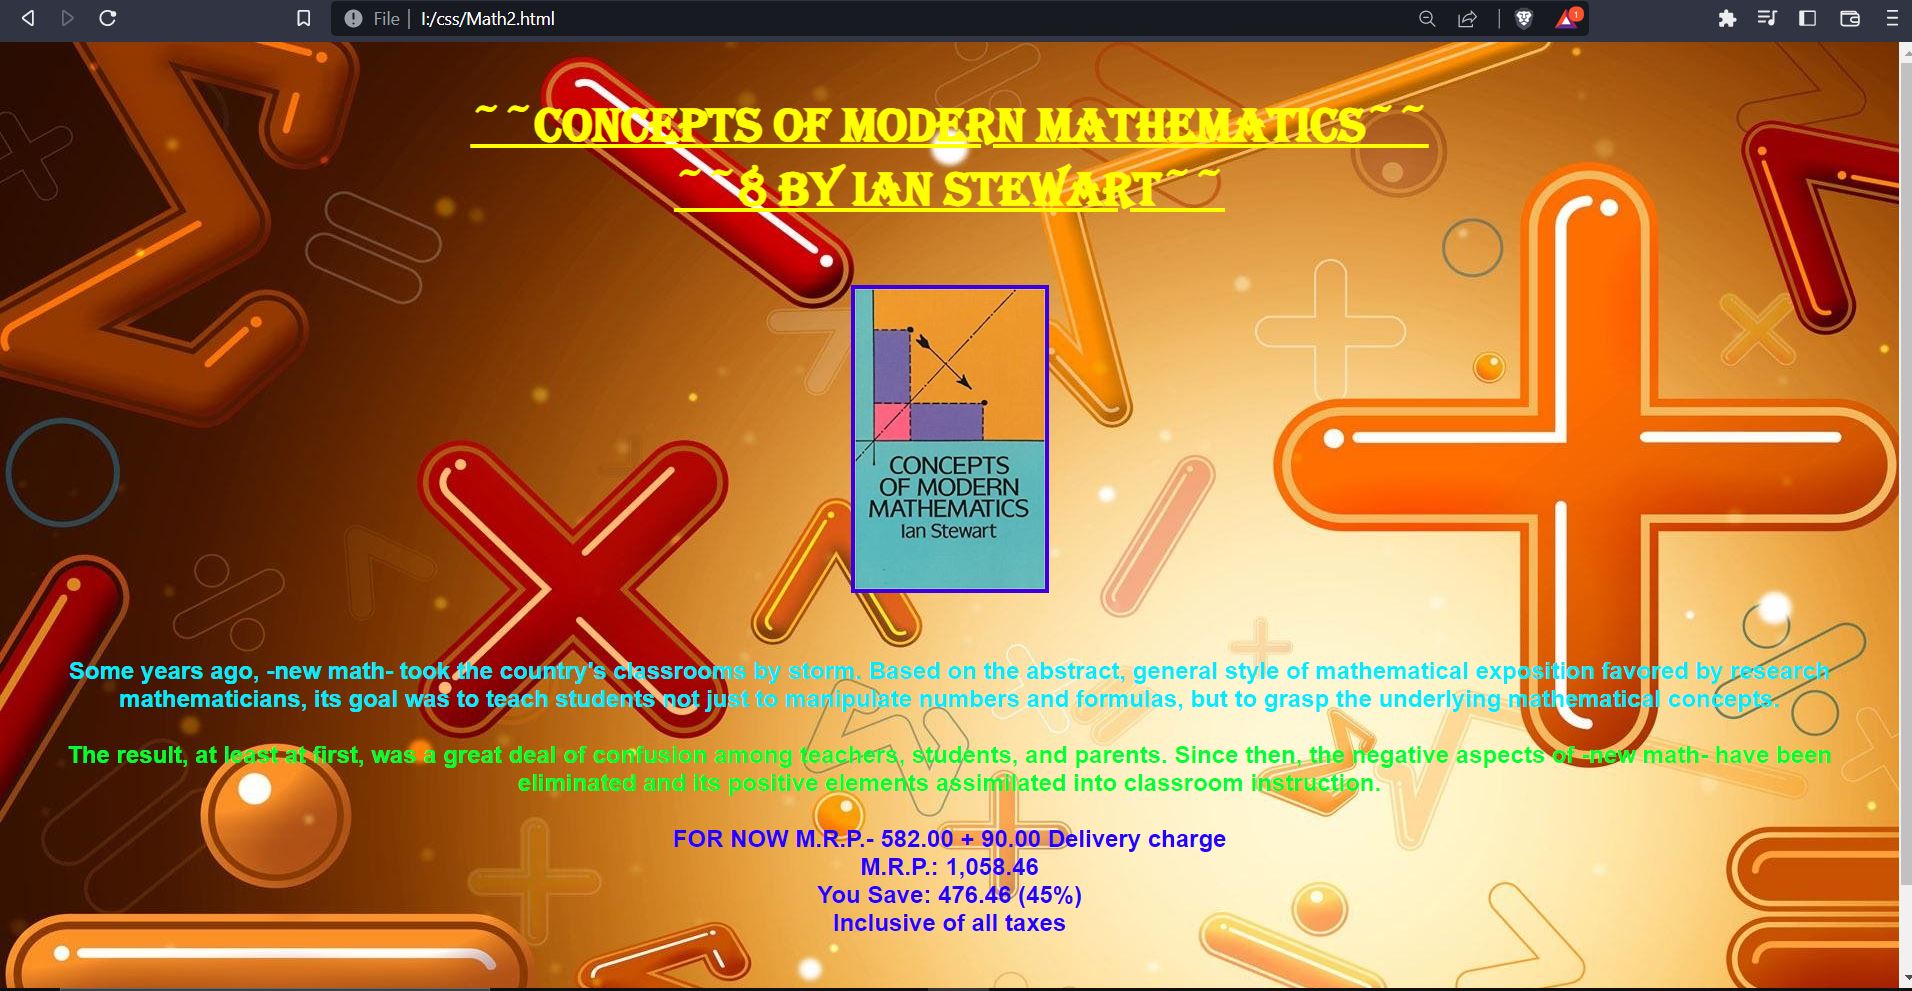 File | I:/css/Math2.html
1
~~CONCEPTS OF MODERN MATHEMATICS~~
~~8 BY IAN STEWART~~
CONCEPTS
OF MODERN
MATHEMATICS
Ian Stewart
Some years ago, -new math- took the country's classrooms by storm. Based on the abstract, general style of mathematical exposition favored by research
mathematicians, its goal was to teach students not just to manipulate numbers and formulas, but to grasp the underlying mathematical concepts.
The result, at least at first, was a great deal of confusion among teachers, students, and parents. Since then, the negative aspects of -new math- have been
eliminated and its positive elements assimilated into classroom instruction.
FOR NOW M.R.P.- 582.00 + 90.00 Delivery charge
M.R.P.: 1,058.46
You Save: 476.46 (45%)
Inclusive of all taxes